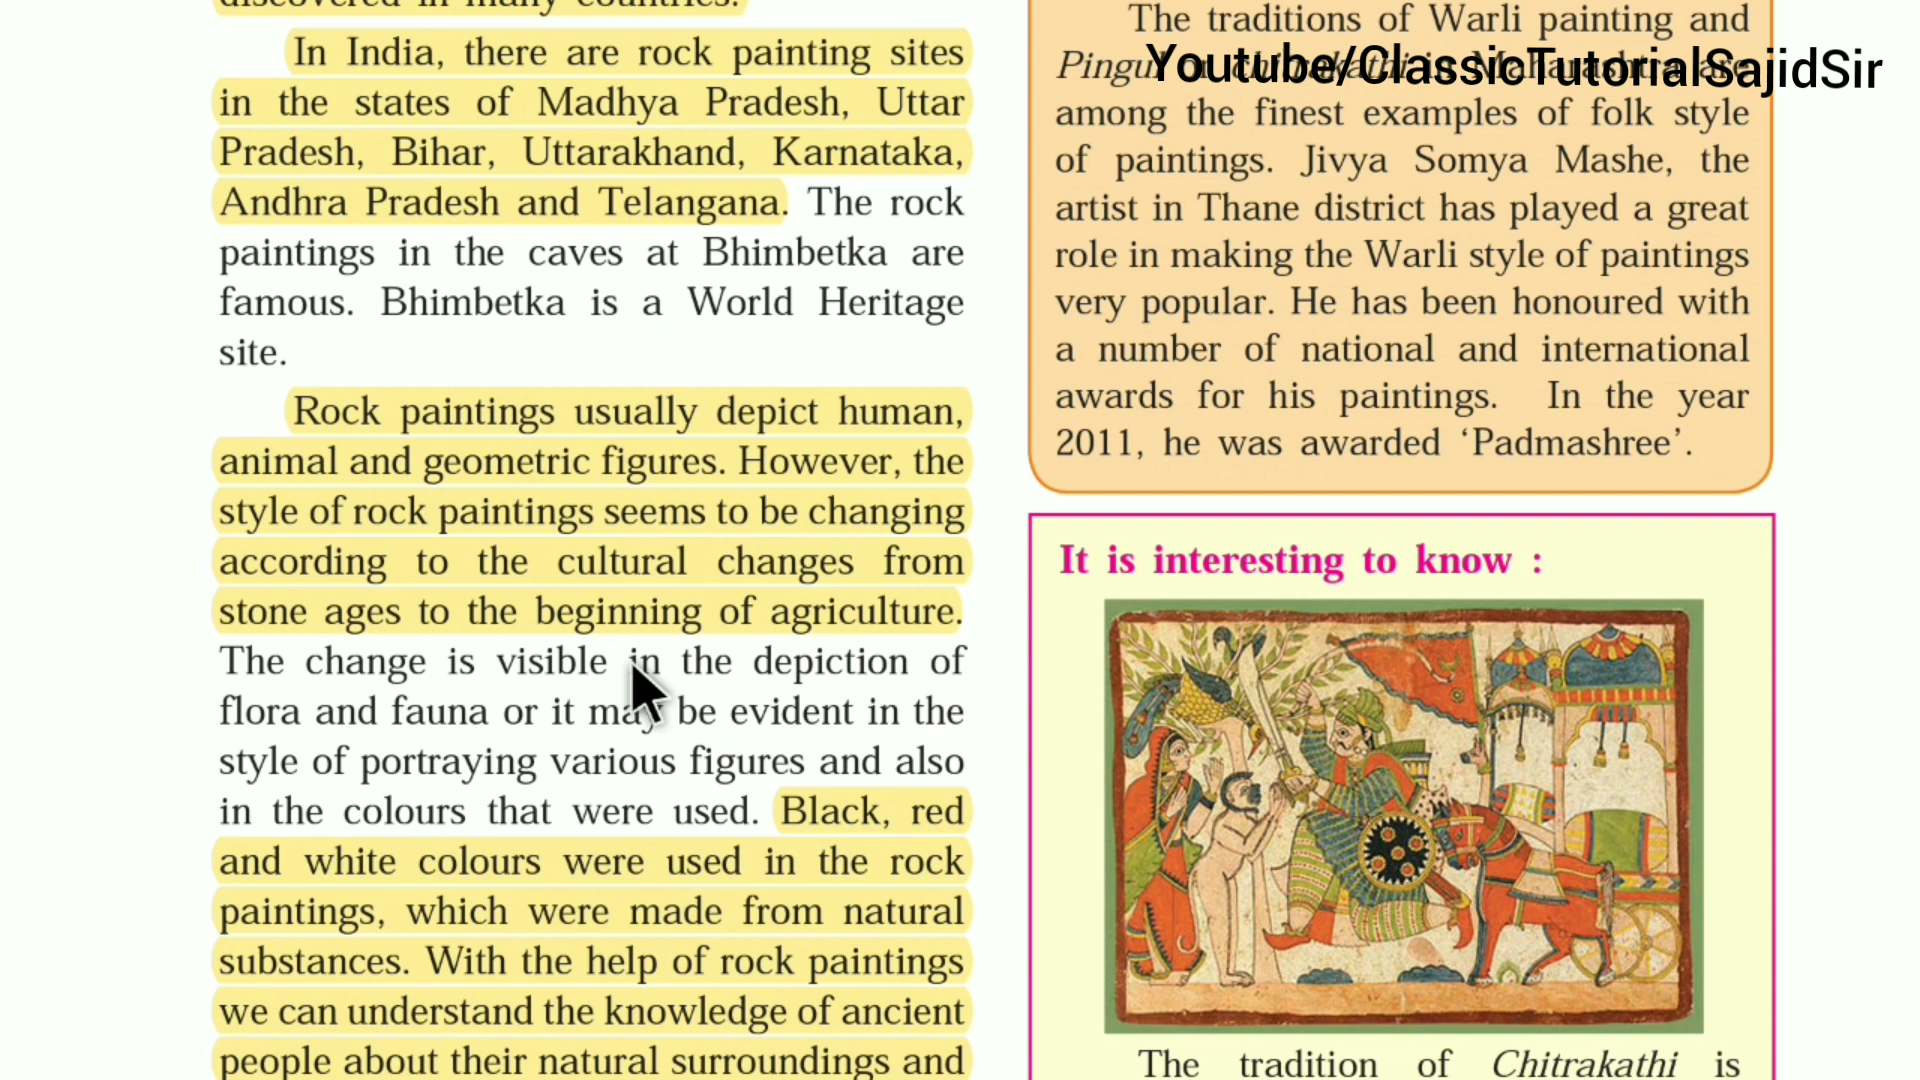 discovered in many countries.
In India, there are rock painting sites
in the states of Madhya Pradesh, Uttar
Pradesh, Bihar, Uttarakhand, Karnataka,
Andhra Pradesh and Telangana. The rock
paintings in the caves at Bhimbetka are
famous. Bhimbetka is a World Heritage
site.
Rock paintings usually depict human,
animal and geometric figures. However, the
style of rock paintings seems to be changing
according to the cultural changes from
stone ages to the beginning of agriculture.
The change is visible in the depiction of
flora and fauna or it may be evident in the
style of portraying various figures and also
in the colours that were used. Black, red
and white colours were used in the rock
paintings, which were made from natural
substances. With the help of rock paintings
we can understand the knowledge of ancient
people about their natural surroundings and
The traditions of Warli painting and
Youtube/ClassicTutorialSajidSir
in Maharashtra are
among the finest examples of folk style
of paintings. Jivya Somya Mashe, the
artist in Thane district has played a great
role in making the Warli style of paintings
very popular. He has been honoured with
a number of national and international
awards for his paintings. In the year
2011, he was awarded ‘Padmashree’.
It is interesting to know :
The tradition of Chitrakathi is